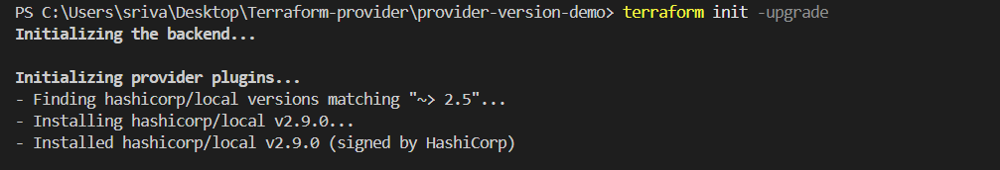 PS C:\Users\sriva\Desktop\Terraform-provider\provider-version-demo> terraform init -upgrade
Initializing the backend...
Initializing provider plugins...
- Finding hashicorp/local versions matching "~> 2.5"...
- Installing hashicorp/local v2.9.0...
- Installed hashicorp/local v2.9.0 (signed by HashiCorp)